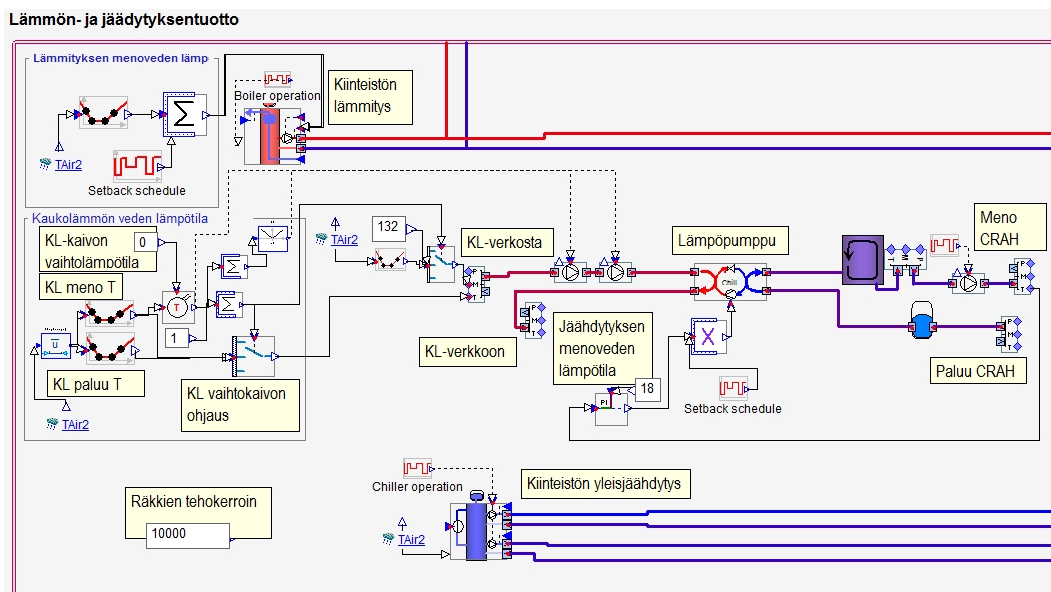 Lämmön- ja jäädytyksentuotto
Lämmityksen menoveden lämp
TAir2
Setback schedule
Boiler operation
Kiinteistön
lämmitys
Kaukolämmön veden lämpötila
KL-kaivon
vaihtolämpötila
0
KL meno T
T
1
KL paluu T
TAir2
KL vaihtokaivon
ohjaus
TAir2
132
KL-verkosta
P
M
T
KL-verkkoon
P
M
T
Lämpöpumppu
Chill
Jäähdytyksen
menoveden
lämpötila
18
PI
X
Setback schedule
T
M
P
Meno
CRAH
P
M
T
P
M
T
Paluu CRAH
Chiller operation
Kiinteistön yleisjäähdytys
TAir2
Räkkien tehokerroin
10000